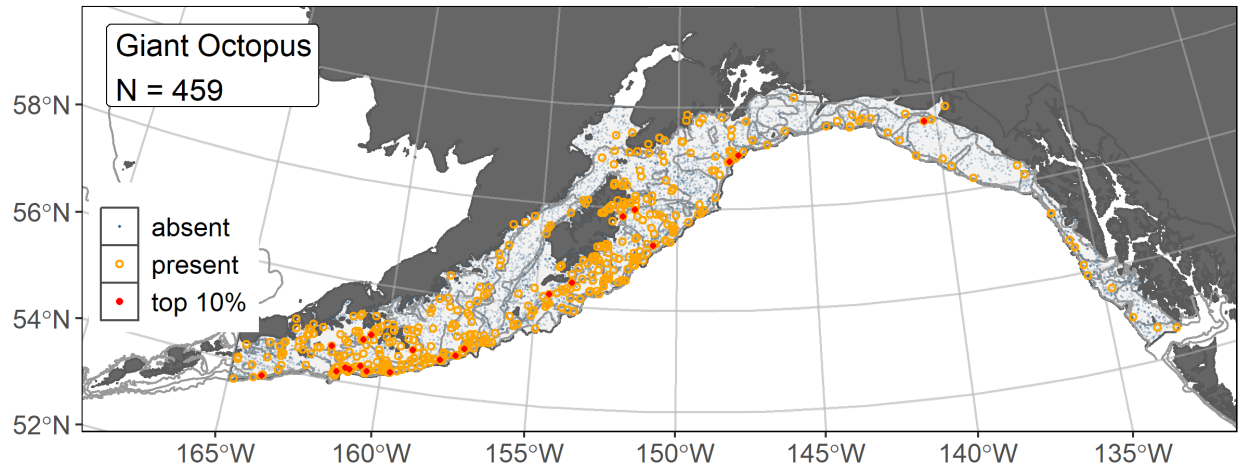 Giant Octopus
N = 459
58°N
56°N
54°N
52°N
absent
present
top 10%
165°W 160°W 155°W 150°W 145°W 140°W 135°W